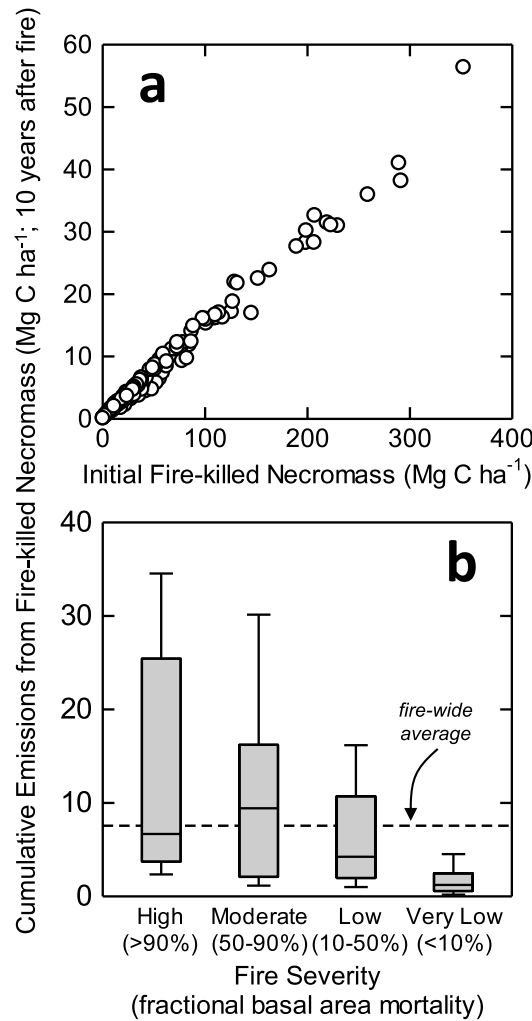 Cumulative Emissions from Fire-killed Necromass (Mg C ha⁻¹; 10 years after fire)
a
60
50
40
30
20
10
0
0 100 200 300 400
Initial Fire-killed Necromass (Mg C ha⁻¹)
b
40
30
20
10
0
fire-wide
average
High Moderate Low Very Low
(>90%) (50-90%) (10-50%) (<10%)
Fire Severity
(fractional basal area mortality)